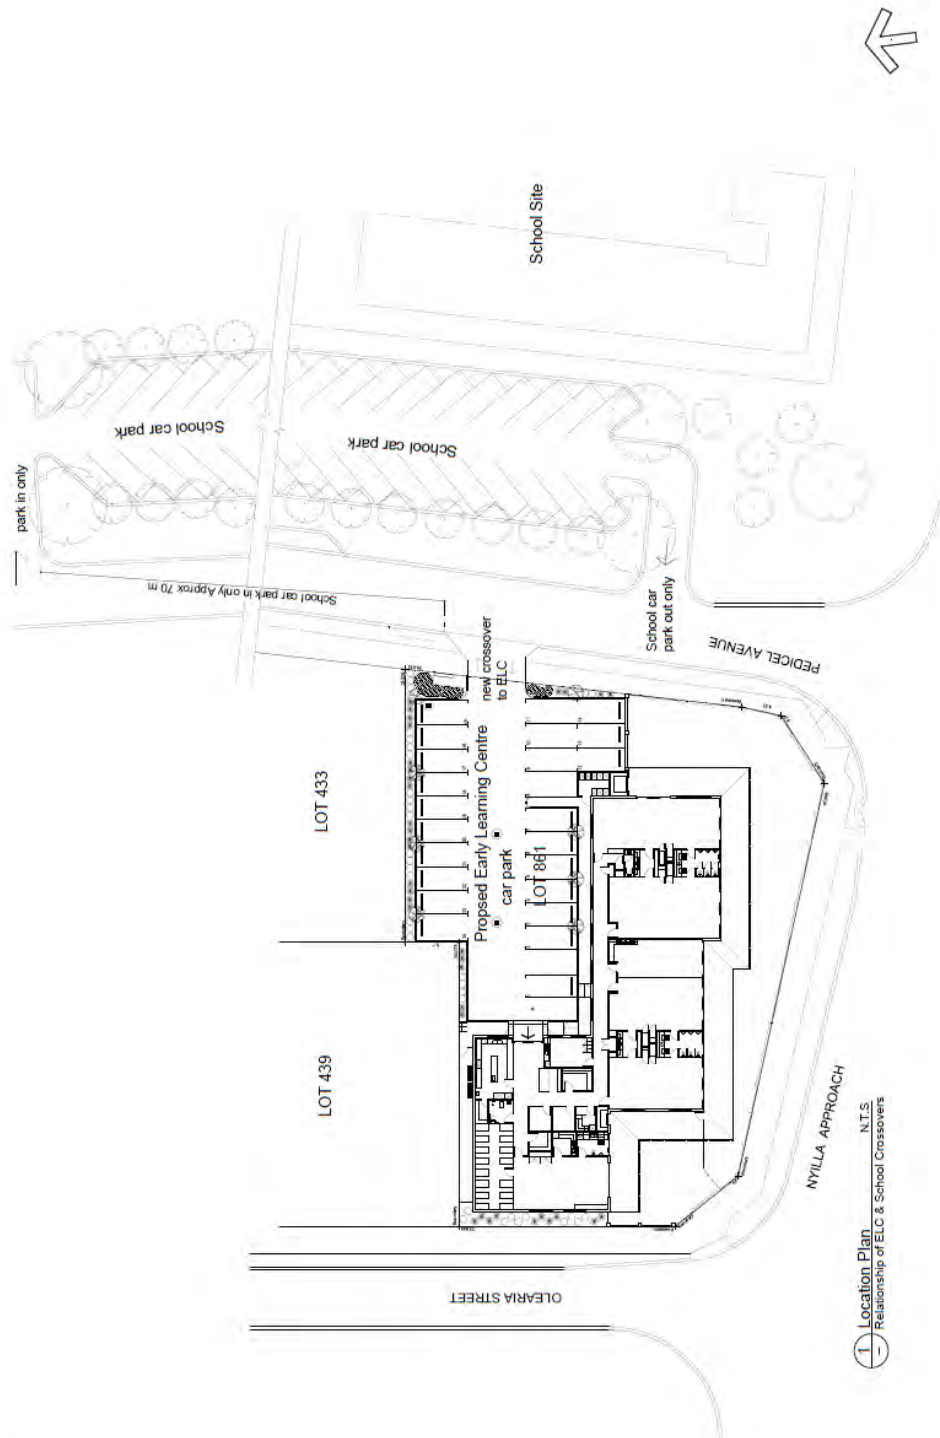 School Site
School car park
School car park
park in only
School car park in only Approx 70 m
School car
park out only
PEDICEL AVENUE
new crossover
to ELC
Propsed Early Learning Centre
car park
LOT 433
LOT 861
LOT 439
NYILLA APPROACH
OLEARIA STREET
1
Location Plan
N.T.S
Relationship of ELC & School Crossovers